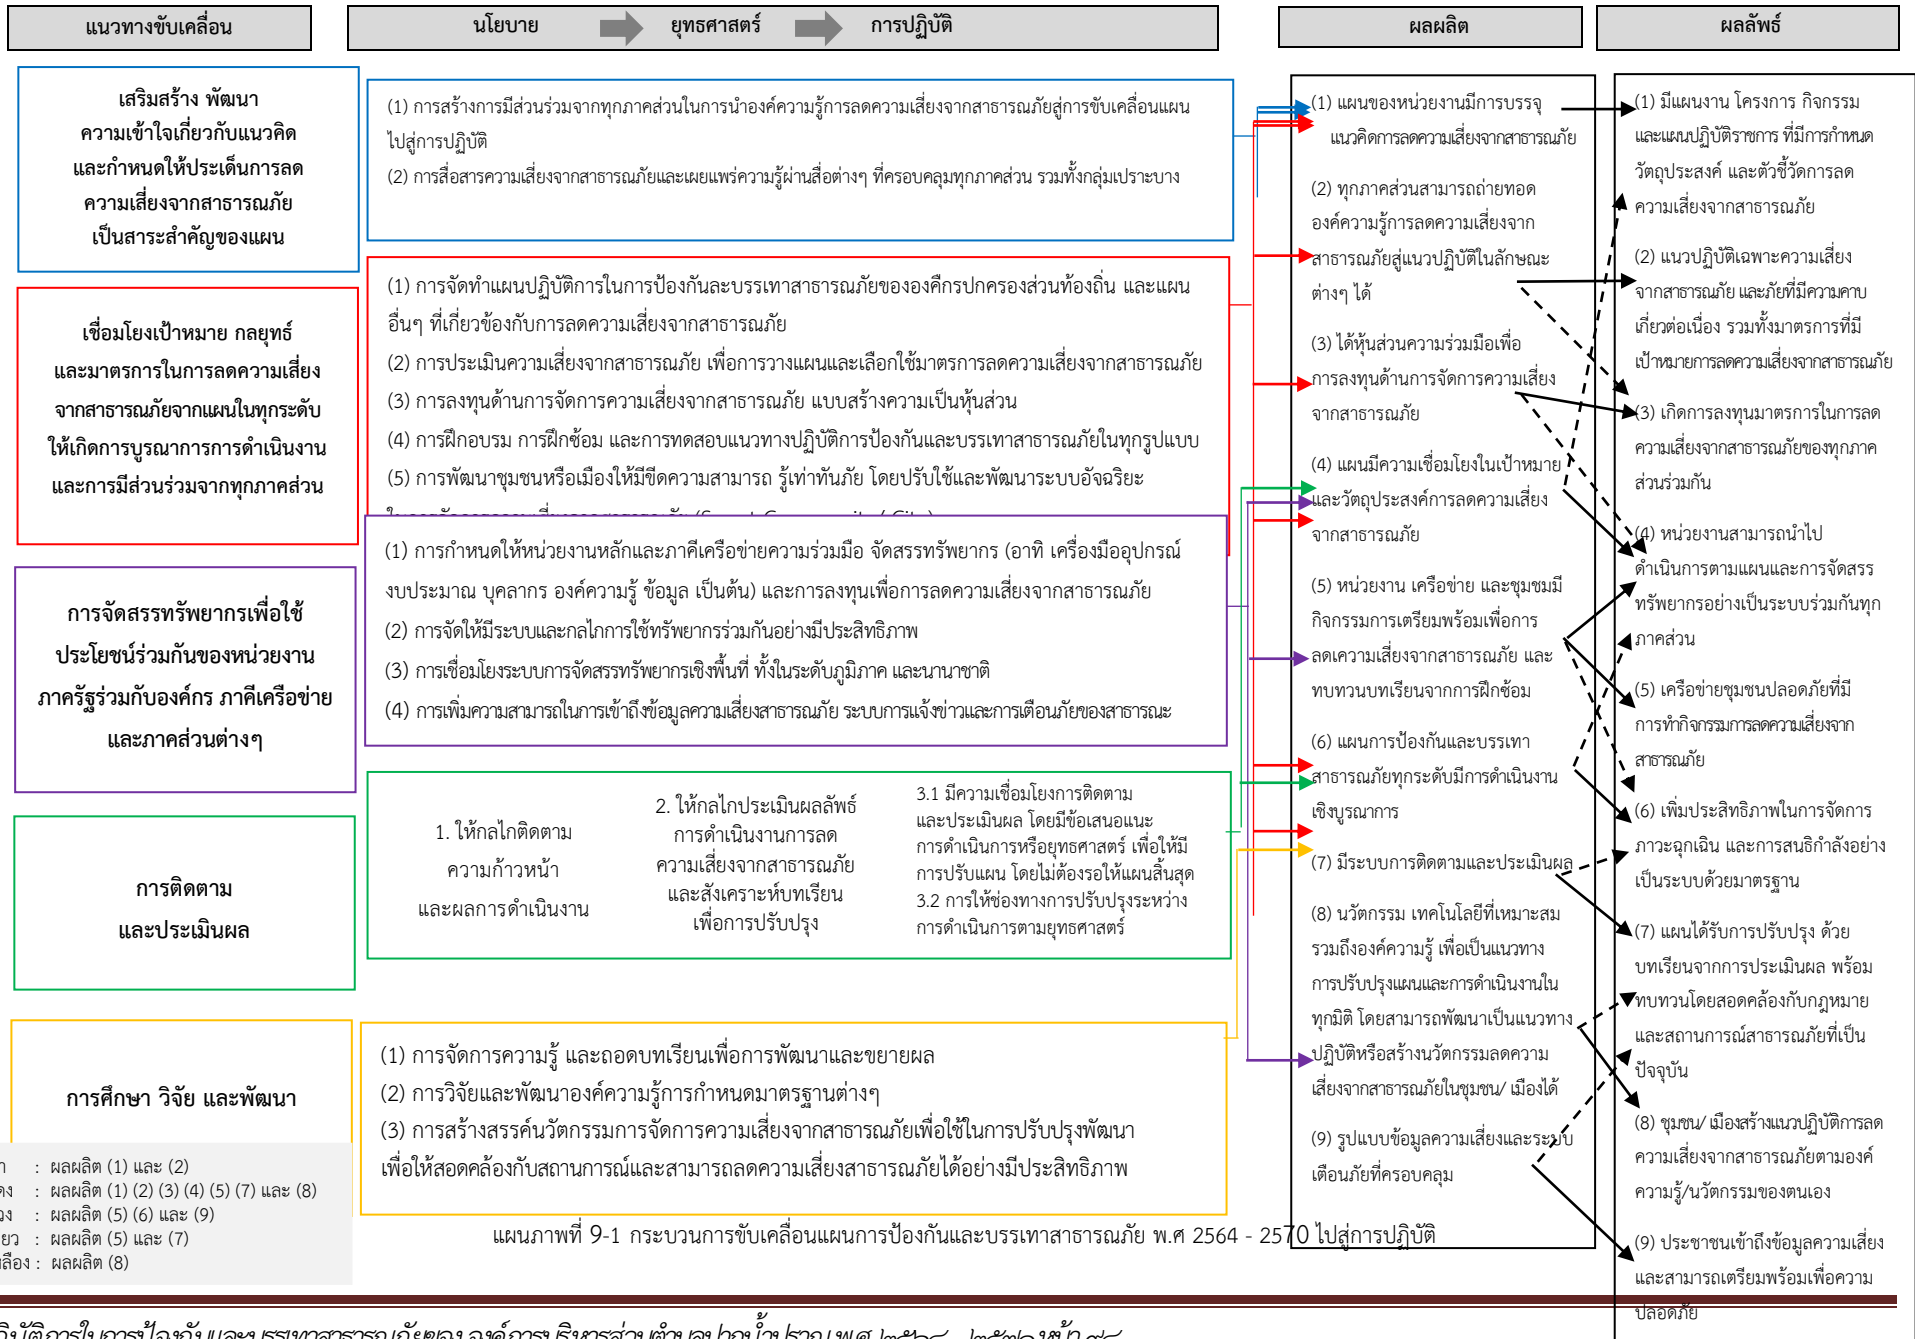 แนวทางขับเคลื่อน
นโยบาย
ยุทธศาสตร์
การปฏิบัติ
ผลผลิต
ผลลัพธ์
เสริมสร้าง พัฒนา
ความเข้าใจเกี่ยวกับแนวคิด
และกำหนดให้ประเด็นการลด
ความเสี่ยงจากสาธารณภัย
เป็นสาระสำคัญของแผน
(1) การสร้างการมีส่วนร่วมจากทุกภาคส่วนในการนำองค์ความรู้การลดความเสี่ยงจากสาธารณภัยสู่การขับเคลื่อนแผน
ไปสู่การปฏิบัติ
(2) การสื่อสารความเสี่ยงจากสาธารณภัยและเผยแพร่ความรู้ผ่านสื่อต่างๆ ที่ครอบคลุมทุกภาคส่วน รวมทั้งกลุ่มเปราะบาง
เชื่อมโยงเป้าหมาย กลยุทธ์
และมาตรการในการลดความเสี่ยง
จากสาธารณภัยจากแผนในทุกระดับ
ให้เกิดการบูรณาการการดำเนินงาน
และการมีส่วนร่วมจากทุกภาคส่วน
(1) การจัดทำแผนปฏิบัติการในการป้องกันละบรรเทาสาธารณภัยขององค์กรปกครองส่วนท้องถิ่น และแผน
อื่นๆ ที่เกี่ยวข้องกับการลดความเสี่ยงจากสาธารณภัย
(2) การประเมินความเสี่ยงจากสาธารณภัย เพื่อการวางแผนและเลือกใช้มาตรการลดความเสี่ยงจากสาธารณภัย
(3) การลงทุนด้านการจัดการความเสี่ยงจากสาธารณภัย แบบสร้างความเป็นหุ้นส่วน
(4) การฝึกอบรม การฝึกซ้อม และการทดสอบแนวทางปฏิบัติการป้องกันและบรรเทาสาธารณภัยในทุกรูปแบบ
(5) การพัฒนาชุมชนหรือเมืองให้มีขีดความสามารถ รู้เท่าทันภัย โดยปรับใช้และพัฒนาระบบอัจฉริยะ
การจัดสรรทรัพยากรเพื่อใช้
ประโยชน์ร่วมกันของหน่วยงาน
ภาครัฐร่วมกับองค์กร ภาคีเครือข่าย
และภาคส่วนต่างๆ
(1) การกำหนดให้หน่วยงานหลักและภาคีเครือข่ายความร่วมมือ จัดสรรทรัพยากร (อาทิ เครื่องมืออุปกรณ์
งบประมาณ บุคลากร องค์ความรู้ ข้อมูล เป็นต้น) และการลงทุนเพื่อการลดความเสี่ยงจากสาธารณภัย
(2) การจัดให้มีระบบและกลไกการใช้ทรัพยากรร่วมกันอย่างมีประสิทธิภาพ
(3) การเชื่อมโยงระบบการจัดสรรทรัพยากรเชิงพื้นที่ ทั้งในระดับภูมิภาค และนานาชาติ
(4) การเพิ่มความสามารถในการเข้าถึงข้อมูลความเสี่ยงสาธารณภัย ระบบการแจ้งข่าวและการเตือนภัยของสาธารณะ
การติดตาม
และประเมินผล
1. ให้กลไกติดตาม
ความก้าวหน้า
และผลการดำเนินงาน
2. ให้กลไกประเมินผลลัพธ์
การดำเนินงานการลด
ความเสี่ยงจากสาธารณภัย
และสังเคราะห์บทเรียน
เพื่อการปรับปรุง
3.1 มีความเชื่อมโยงการติดตาม
และประเมินผล โดยมีข้อเสนอแนะ
การดำเนินการหรือยุทธศาสตร์ เพื่อให้มี
การปรับแผน โดยไม่ต้องรอให้แผนสิ้นสุด
3.2 การให้ช่องทางการปรับปรุงระหว่าง
การดำเนินการตามยุทธศาสตร์
การศึกษา วิจัย และพัฒนา
(1) การจัดการความรู้ และถอดบทเรียนเพื่อการพัฒนาและขยายผล
(2) การวิจัยและพัฒนาองค์ความรู้การกำหนดมาตรฐานต่างๆ
(3) การสร้างสรรค์นวัตกรรมการจัดการความเสี่ยงจากสาธารณภัยเพื่อใช้ในการปรับปรุงพัฒนา
เพื่อให้สอดคล้องกับสถานการณ์และสามารถลดความเสี่ยงสาธารณภัยได้อย่างมีประสิทธิภาพ
(1) แผนของหน่วยงานมีการบรรจุ
แนวคิดการลดความเสี่ยงจากสาธารณภัย
(2) ทุกภาคส่วนสามารถถ่ายทอด
องค์ความรู้การลดความเสี่ยงจาก
สาธารณภัยสู่แนวปฏิบัติในลักษณะ
ต่างๆ ได้
(3) ได้หุ้นส่วนความร่วมมือเพื่อ
การลงทุนด้านการจัดการความเสี่ยง
จากสาธารณภัย
(4) แผนมีความเชื่อมโยงในเป้าหมาย
และวัตถุประสงค์การลดความเสี่ยง
จากสาธารณภัย
(5) หน่วยงาน เครือข่าย และชุมชนมี
กิจกรรมการเตรียมพร้อมเพื่อการ
ลดเความเสี่ยงจากสาธารณภัย และ
ทบทวนบทเรียนจากการฝึกซ้อม
(6) แผนการป้องกันและบรรเทา
สาธารณภัยทุกระดับมีการดำเนินงาน
เชิงบูรณาการ
(7) มีระบบการติดตามและประเมินผล
(8) นวัตกรรม เทคโนโลยีที่เหมาะสม
รวมถึงองค์ความรู้ เพื่อเป็นแนวทาง
การปรับปรุงแผนและการดำเนินงานใน
ทุกมิติ โดยสามารถพัฒนาเป็นแนวทาง
ปฏิบัติหรือสร้างนวัตกรรมลดความ
เสี่ยงจากสาธารณภัยในชุมชน/ เมืองได้
(9) รูปแบบข้อมูลความเสี่ยงและระบบ
เตือนภัยที่ครอบคลุม
(1) มีแผนงาน โครงการ กิจกรรม
และแผนปฏิบัติราชการ ที่มีการกำหนด
วัตถุประสงค์ และตัวชี้วัดการลด
ความเสี่ยงจากสาธารณภัย
(2) แนวปฏิบัติเฉพาะความเสี่ยง
จากสาธารณภัย และภัยที่มีความคาบ
เกี่ยวต่อเนื่อง รวมทั้งมาตรการที่มี
เป้าหมายการลดความเสี่ยงจากสาธารณภัย
(3) เกิดการลงทุนมาตรการในการลด
ความเสี่ยงจากสาธารณภัยของทุกภาค
ส่วนร่วมกัน
(4) หน่วยงานสามารถนำไป
ดำเนินการตามแผนและการจัดสรร
ทรัพยากรอย่างเป็นระบบร่วมกันทุก
ภาคส่วน
(5) เครือข่ายชุมชนปลอดภัยที่มี
การทำกิจกรรมการลดความเสี่ยงจาก
สาธารณภัย
(6) เพิ่มประสิทธิภาพในการจัดการ
ภาวะฉุกเฉิน และการสนธิกำลังอย่าง
เป็นระบบด้วยมาตรฐาน
(7) แผนได้รับการปรับปรุง ด้วย
บทเรียนจากการประเมินผล พร้อม
ทบทวนโดยสอดคล้องกับกฎหมาย
และสถานการณ์สาธารณภัยที่เป็น
ปัจจุบัน
(8) ชุมชน/ เมืองสร้างแนวปฏิบัติการลด
ความเสี่ยงจากสาธารณภัยตามองค์
ความรู้/นวัตกรรมของตนเอง
(9) ประชาชนเข้าถึงข้อมูลความเสี่ยง
และสามารถเตรียมพร้อมเพื่อความ
ปลอดภัย
: ผลผลิต (1) และ (2)
: ผลผลิต (1) (2) (3) (4) (5) (7) และ (8)
: ผลผลิต (5) (6) และ (9)
: ผลผลิต (5) และ (7)
: ผลผลิต (8)
แผนภาพที่ 9-1 กระบวนการขับเคลื่อนแผนการป้องกันและบรรเทาสาธารณภัย พ.ศ 2564 - 2570 ไปสู่การปฏิบัติ